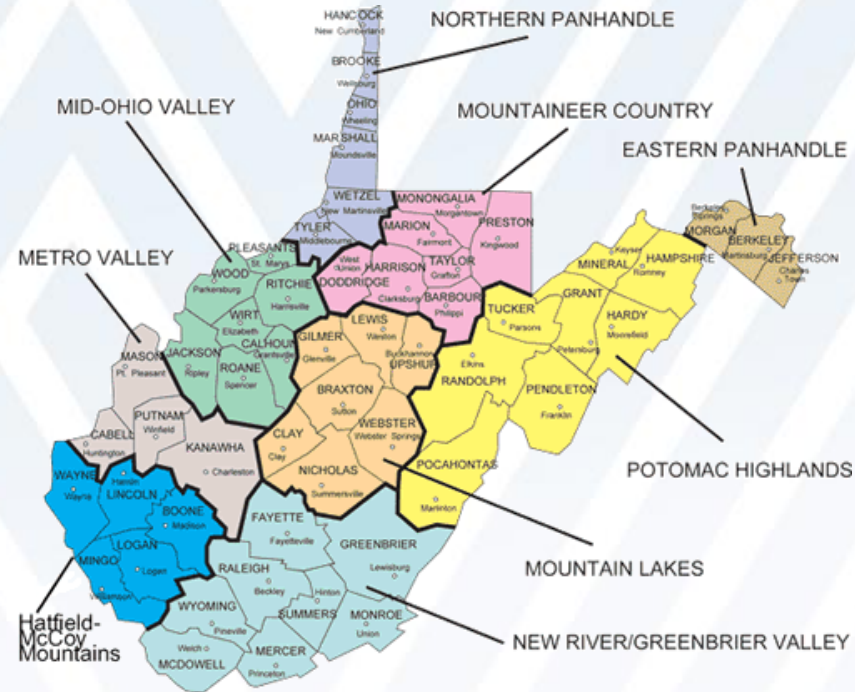 HANCOCK
New Cumberland
NORTHERN PANHANDLE
BROOKE
Wellsburg
MID-OHIO VALLEY
OHIO
Wheeling
MOUNTAINEER COUNTRY
MARSHALL
Moundsville
EASTERN PANHANDLE
WETZEL
New Martinsville
MONONGALIA
Morgantown
PRESTON
Kingwood
TYLER
Middlebourne
MARION
Fairmont
Berkeley
Springs
MORGAN
BERKELEY
Martinsburg
JEFFERSON
Charles
Town
METRO VALLEY
PLEASANTS
St. Marys
WOOD
Parkersburg
RITCHIE
Harrisville
West
Union
DODDRIDGE
HARRISON
Clarksburg
TAYLOR
Grafton
BARBOUR
Philippi
Keyser
MINERAL
HAMPSHIRE
Romney
GRANT
Petersburg
HARDY
Moorefield
TUCKER
Parsons
WIRT
Elizabeth
CALHOUN
Grantsville
GILMER
Glenville
LEWIS
Weston
Buckhannon
UPSHUR
Elkins
RANDOLPH
PENDLETON
Franklin
MASON
Pt. Pleasant
JACKSON
Ripley
ROANE
Spencer
BRAXTON
Sutton
WEBSTER
Webster Springs
PUTNAM
Winfield
CABELL
Huntington
KANAWHA
Charleston
CLAY
Clay
NICHOLAS
Summersville
POCAHONTAS
Marlinton
POTOMAC HIGHLANDS
WAYNE
Wayne
Hamlin
LINCOLN
BOONE
Madison
LOGAN
Logan
MINGO
Williamson
FAYETTE
Fayetteville
GREENBRIER
Lewisburg
MOUNTAIN LAKES
RALEIGH
Beckley
Hinton
SUMMERS
MONROE
Union
WYOMING
Pineville
Hatfield-
McCoy
Mountains
Welch
MCDOWELL
MERCER
Princeton
NEW RIVER/GREENBRIER VALLEY